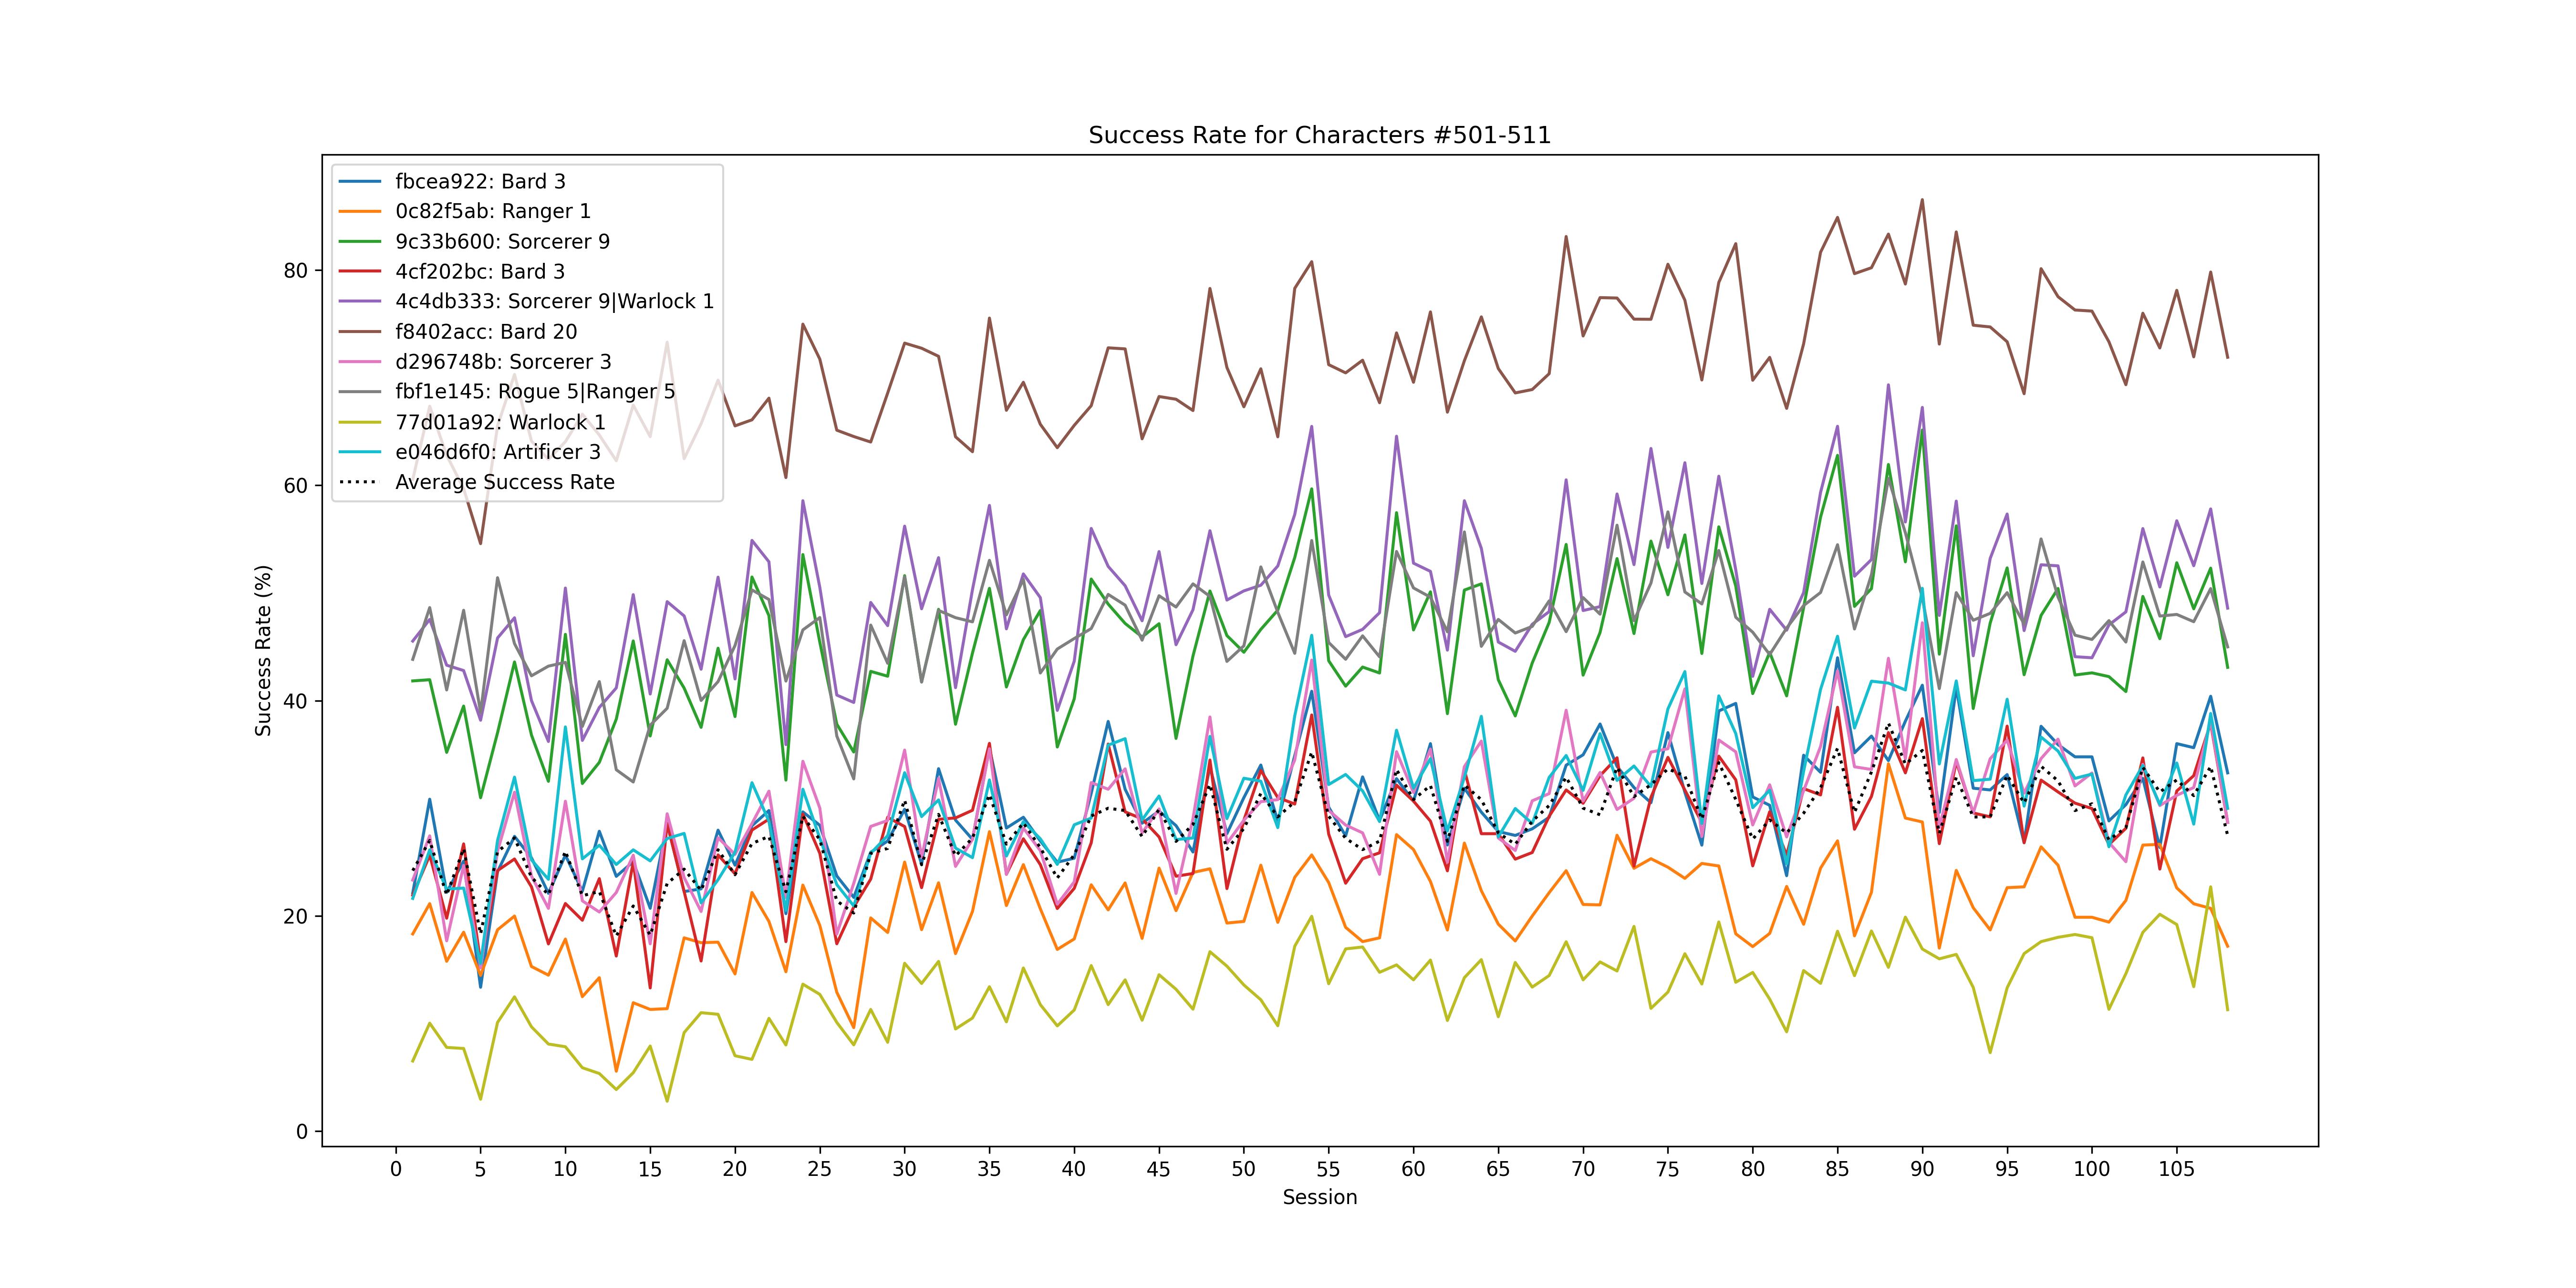 Success Rate for Characters #501-511
fbcea922: Bard 3
0c82f5ab: Ranger 1
9c33b600: Sorcerer 9
4cf202bc: Bard 3
4c4db333: Sorcerer 9|Warlock 1
f8402acc: Bard 20
d296748b: Sorcerer 3
fbf1e145: Rogue 5|Ranger 5
77d01a92: Warlock 1
e046d6f0: Artificer 3
Average Success Rate
Success Rate (%)
80
60
40
20
0
0 5 10 15 20 25 30 35 40 45 50 55 60 65 70 75 80 85 90 95 100 105
Session